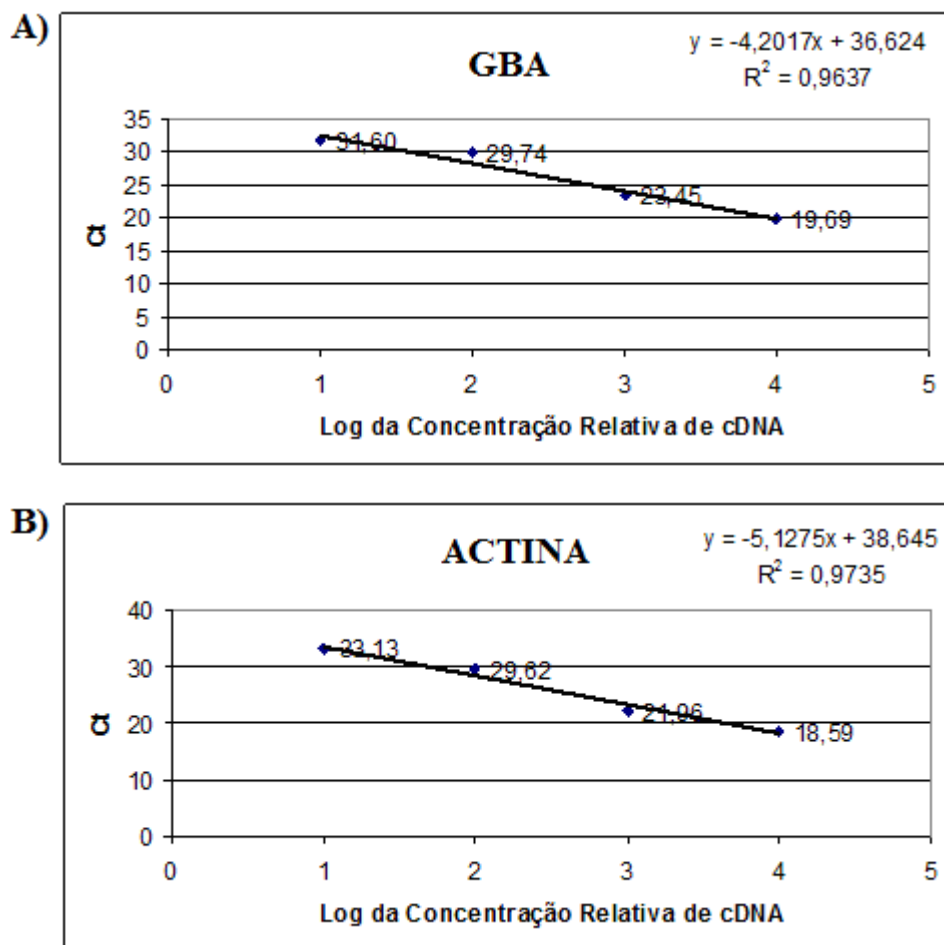 A)
GBA
y = -4,2017x + 36,624
R² = 0,9637
35
30
25
20
15
10
5
0
Ct
31,60
29,74
23,45
19,69
0 1 2 3 4 5
Log da Concentração Relativa de cDNA
B)
ACTINA
y = -5,1275x + 38,645
R² = 0,9735
40
30
20
10
0
Ct
33,13
29,62
21,96
18,59
0 1 2 3 4 5
Log da Concentração Relativa de cDNA